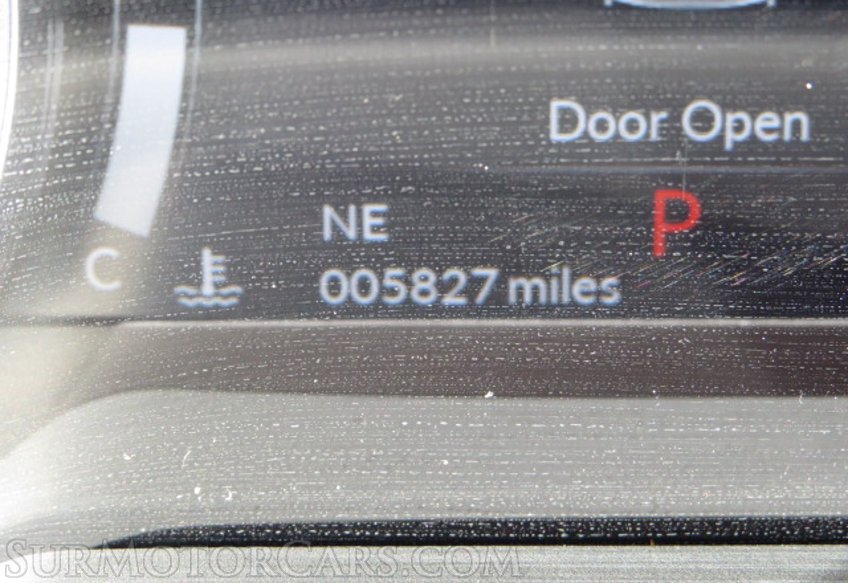 Door Open
NE
P
C
005827 miles
SurMotorCars.com